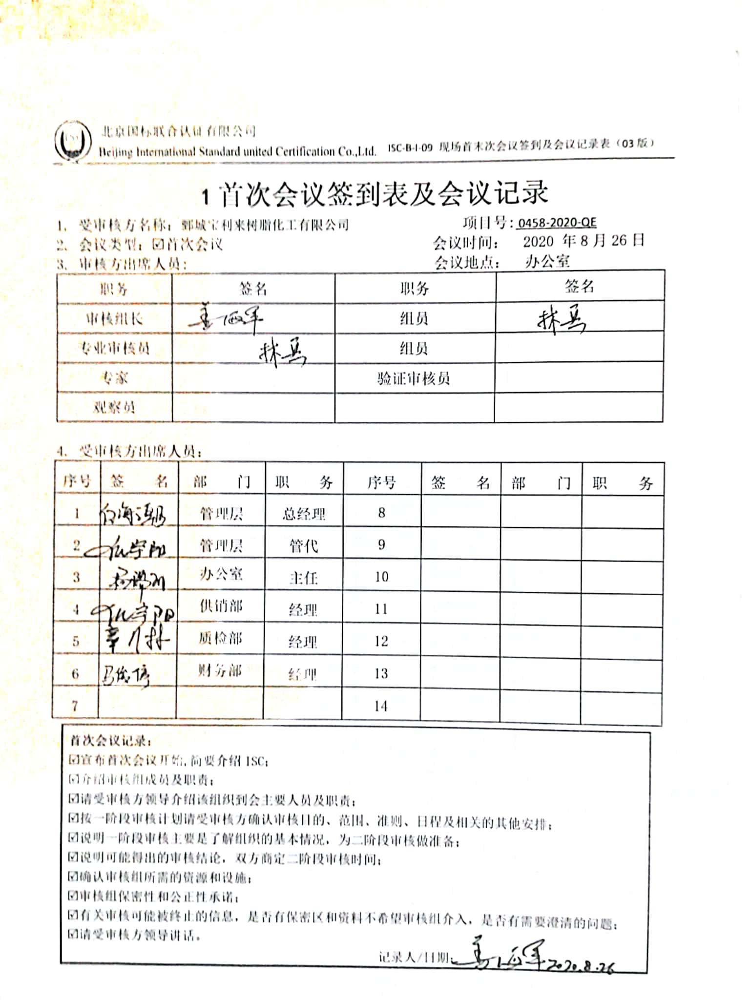 北京国标联合认证有限公司
Beijing International Standard united Certification Co.,Ltd. ISC-B-I-09 现场首末次会议签到及会议记录表（03 版）
1 首次会议签到表及会议记录
1. 受审核方名称：鄄城宝利来树脂化工有限公司 项目号：0458-2020-QE
2. 会议类型：☑首次会议 会议时间： 2020 年 8 月 26 日
3. 审核方出席人员： 会议地点： 办公室
职务 签名 职务 签名
审核组长 姜海军 组员 林兵
专业审核员 林兵 组员
专家 验证审核员
观察员
4. 受审核方出席人员：
序号 签 名 部 门 职 务 序号 签 名 部 门 职 务
1 管理层 总经理 8
2 管理层 管代 9
3 办公室 主任 10
4 供销部 经理 11
5 质检部 经理 12
6 财务部 经理 13
7 14
首次会议记录：
☑宣布首次会议开始,简要介绍 ISC；
☑介绍审核组成员及职责；
☑请受审核方领导介绍该组织到会主要人员及职责；
☑按一阶段审核计划请受审核方确认审核目的、范围、准则、日程及相关的其他安排；
☑说明一阶段审核主要是了解组织的基本情况，为二阶段审核做准备；
☑说明可能得出的审核结论，双方商定二阶段审核时间；
☑确认审核组所需的资源和设施；
☑审核组保密性和公正性承诺；
☑有关审核可能被终止的信息，是否有保密区和资料不希望审核组介入，是否有需要澄清的问题；
☑请受审核方领导讲话。
记录人/日期：姜海军 2020.8.26